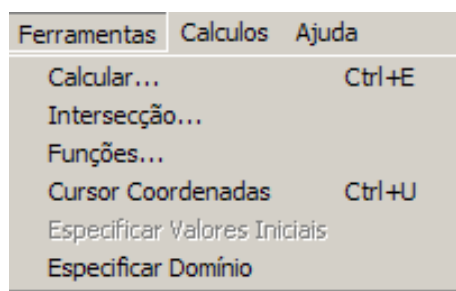 Ferramentas Calculos Ajuda
Calcular... Ctrl+E
Intersecção...
Funções...
Cursor Coordenadas Ctrl+U
Especificar Valores Iniciais
Especificar Domínio